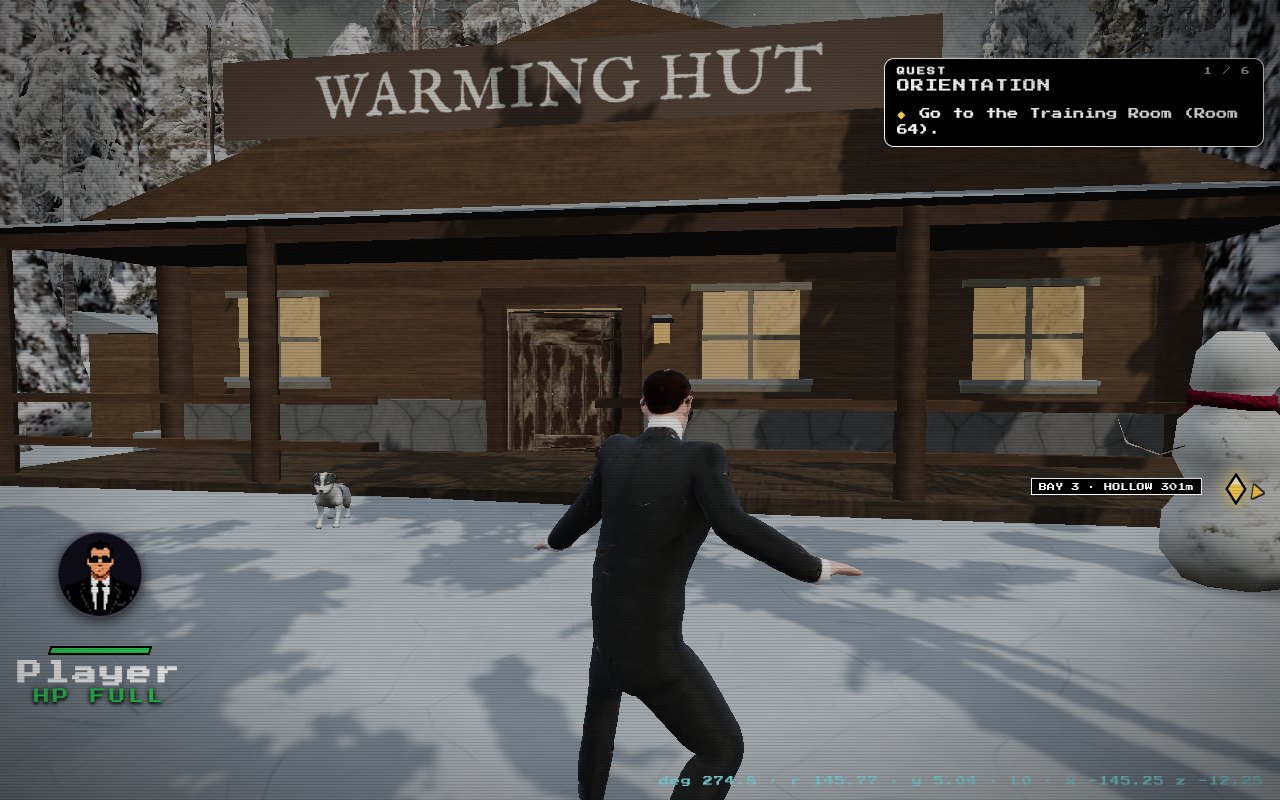 WARMING HUT
QUEST
1 / 6
ORIENTATION
Go to the Training Room (Room
64).
BAY 3 · HOLLOW 301m
Player
HP FULL
deg 274.8 · r 145.77 · y 5.04 · L0 · x -145.25 z -12.25